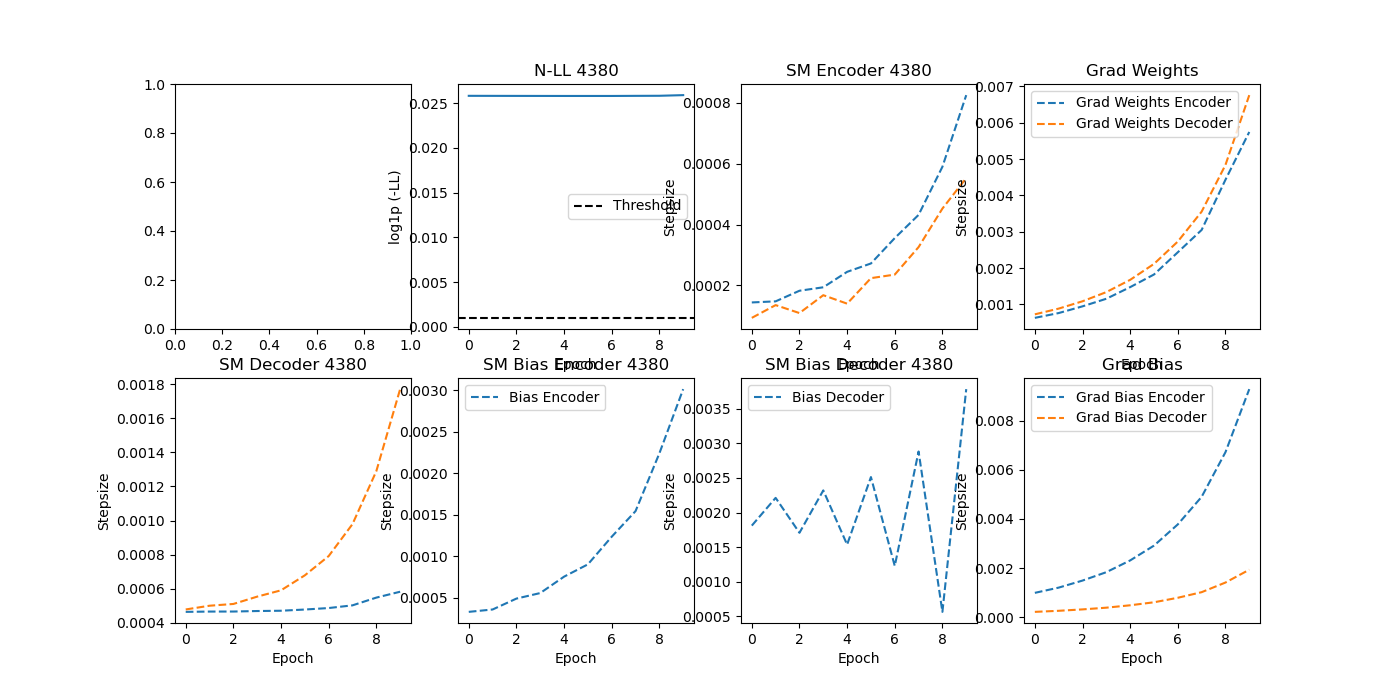 N-LL 4380
SM Encoder 4380
Grad Weights
1.0
0.8
0.6
0.4
0.2
0.0
0.0 0.2 0.4 0.6 0.8 1.0
log1p (-LL)
0.025
0.020
0.015
0.010
0.005
0.000
Threshold
0 2 4 6 8
Epoch
Stepsize
0.0008
0.0006
0.0004
0.0002
0 2 4 6 8
Epoch
Stepsize
0.007
0.006
0.005
0.004
0.003
0.002
0.001
Grad Weights Encoder
Grad Weights Decoder
0 2 4 6 8
Epoch
SM Decoder 4380
SM Bias Encoder 4380
SM Bias Decoder 4380
Grad Bias
Stepsize
0.0018
0.0016
0.0014
0.0012
0.0010
0.0008
0.0006
0.0004
0 2 4 6 8
Epoch
Stepsize
0.0030
0.0025
0.0020
0.0015
0.0010
0.0005
Bias Encoder
0 2 4 6 8
Epoch
Stepsize
0.0035
0.0030
0.0025
0.0020
0.0015
0.0010
0.0005
Bias Decoder
0 2 4 6 8
Epoch
Stepsize
0.008
0.006
0.004
0.002
0.000
Grad Bias Encoder
Grad Bias Decoder
0 2 4 6 8
Epoch